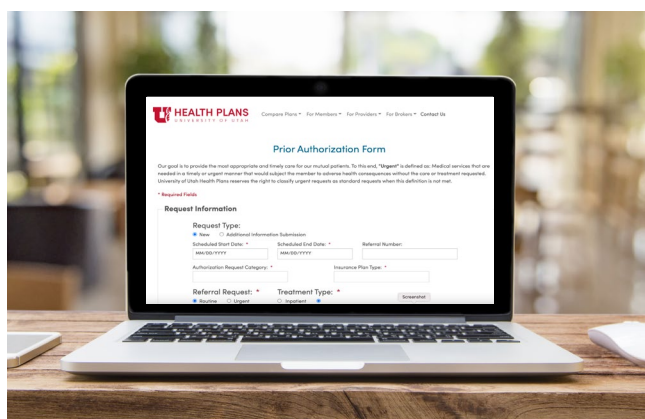 U HEALTH PLANS
UNIVERSITY OF UTAH
Compare Plans For Members For Providers For Brokers Contact Us
Prior Authorization Form
Our goal is to provide the most appropriate and timely care for our mutual patients. To this end, "Urgent" is defined as: Medical services that are
needed in a timely or urgent manner that would subject the member to adverse health consequences without the care or treatment requested.
University of Utah Health Plans reserves the right to classify urgent requests as standard requests when this definition is not met.
* Required Fields
Request Information
Request Type:
New Additional Information Submission
Scheduled Start Date: * Scheduled End Date: * Referral Number:
MM/DD/YYYY MM/DD/YYYY
Authorization Request Category: * Insurance Plan Type: *
Referral Request: * Treatment Type: *
Routine Urgent Inpatient
Screenshot